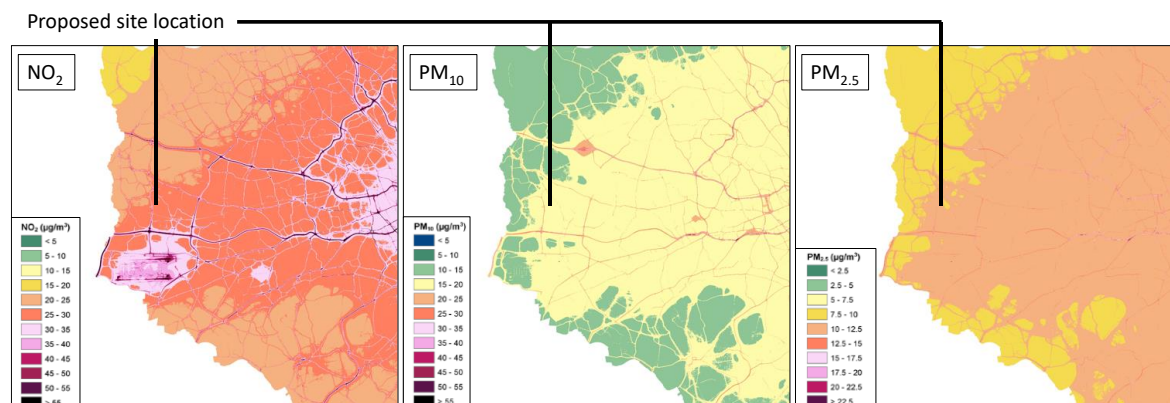 Proposed site location
NO₂
PM₁₀
PM₂.₅
NO₂ (µg/m³)
< 5
5 - 10
10 - 15
15 - 20
20 - 25
25 - 30
30 - 35
35 - 40
40 - 45
45 - 50
50 - 55
> 55
PM₁₀ (µg/m³)
< 5
5 - 10
10 - 15
15 - 20
20 - 25
25 - 30
30 - 35
35 - 40
40 - 45
45 - 50
50 - 55
> 55
PM₂.₅ (µg/m³)
< 2.5
2.5 - 5
5 - 7.5
7.5 - 10
10 - 12.5
12.5 - 15
15 - 17.5
17.5 - 20
20 - 22.5
> 22.5